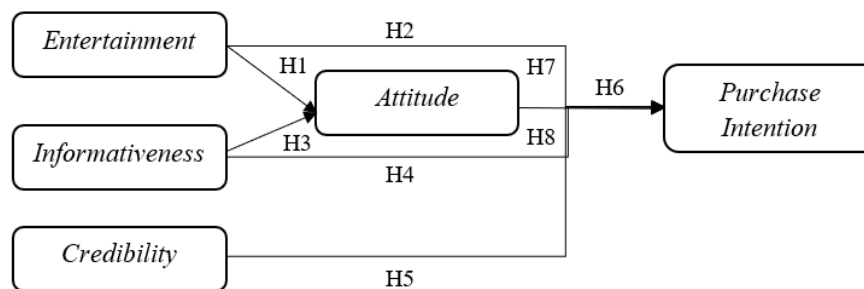 Entertainment
H2
H1
H7
Attitude
H6
Purchase
Intention
Informativeness
H3
H8
H4
Credibility
H5